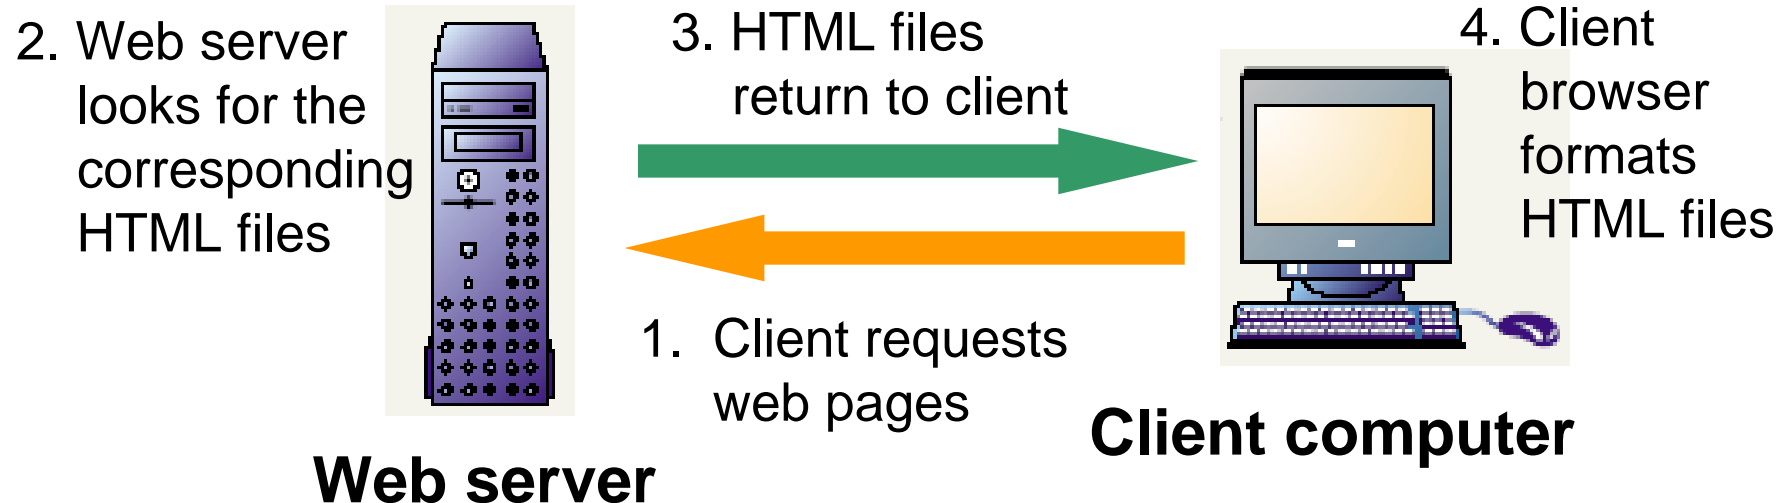 2. Web server
looks for the
corresponding
HTML files
3. HTML files
return to client
4. Client
browser
formats
HTML files
1. Client requests
web pages
Client computer
Web server